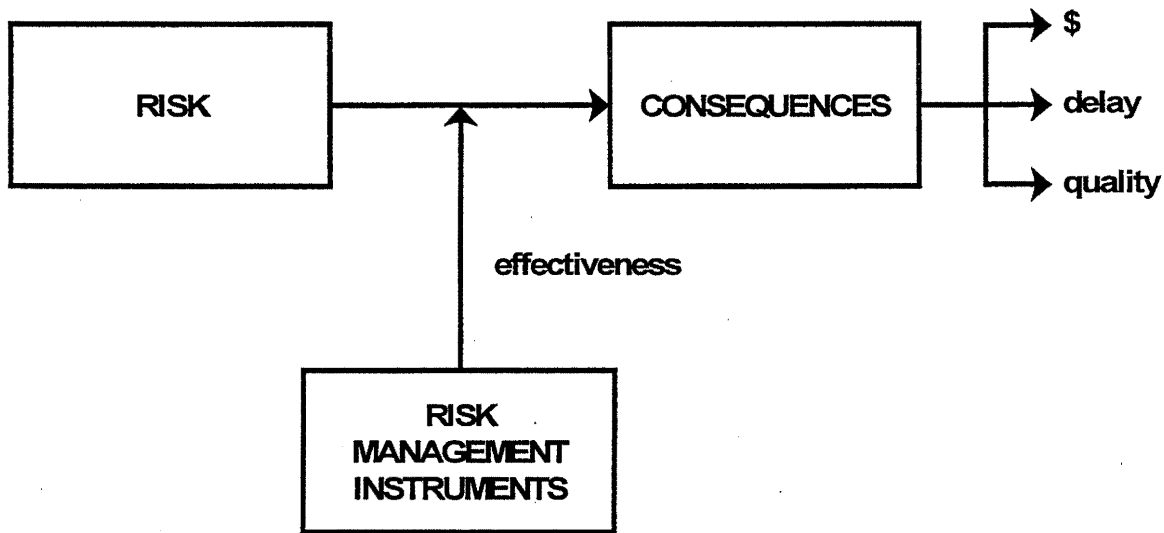 RISK
CONSEQUENCES
$
delay
quality
effectiveness
RISK
MANAGEMENT
INSTRUMENTS